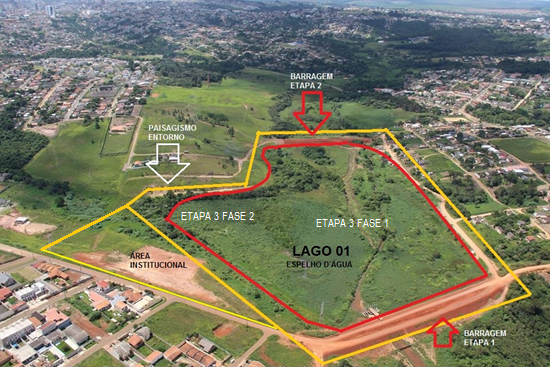 BARRAGEM
ETAPA 2
PAISAGISMO
ENTORNO
ETAPA 3 FASE 2
ETAPA 3 FASE 1
LAGO 01
ESPELHO D'ÁGUA
ÁREA
INSTITUCIONAL
BARRAGEM
ETAPA 1